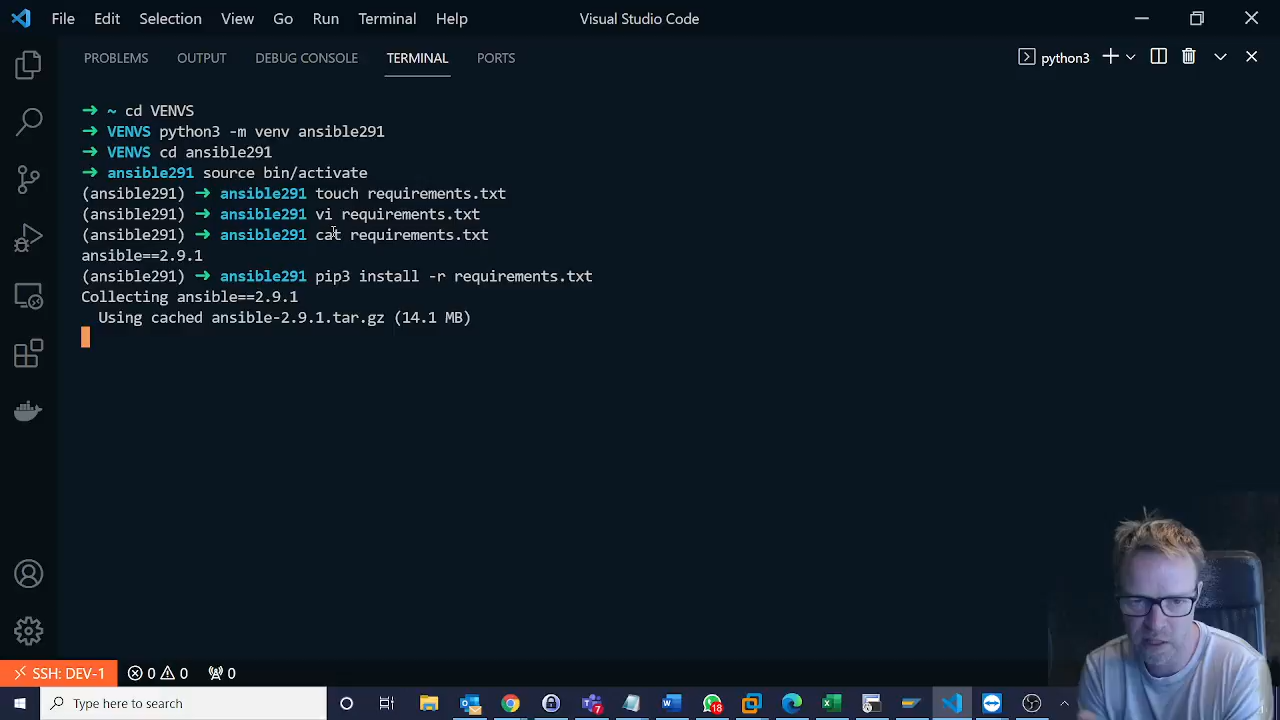 File Edit Selection View Go Run Terminal Help Visual Studio Code
PROBLEMS OUTPUT DEBUG CONSOLE TERMINAL PORTS python3
➜ ~ cd VENVS
➜ VENVS python3 -m venv ansible291
➜ VENVS cd ansible291
➜ ansible291 source bin/activate
(ansible291) ➜ ansible291 touch requirements.txt
(ansible291) ➜ ansible291 vi requirements.txt
(ansible291) ➜ ansible291 cat requirements.txt
ansible==2.9.1
(ansible291) ➜ ansible291 pip3 install -r requirements.txt
Collecting ansible==2.9.1
Using cached ansible-2.9.1.tar.gz (14.1 MB)
SSH: DEV-1 0 0 0
Type here to search 7 18